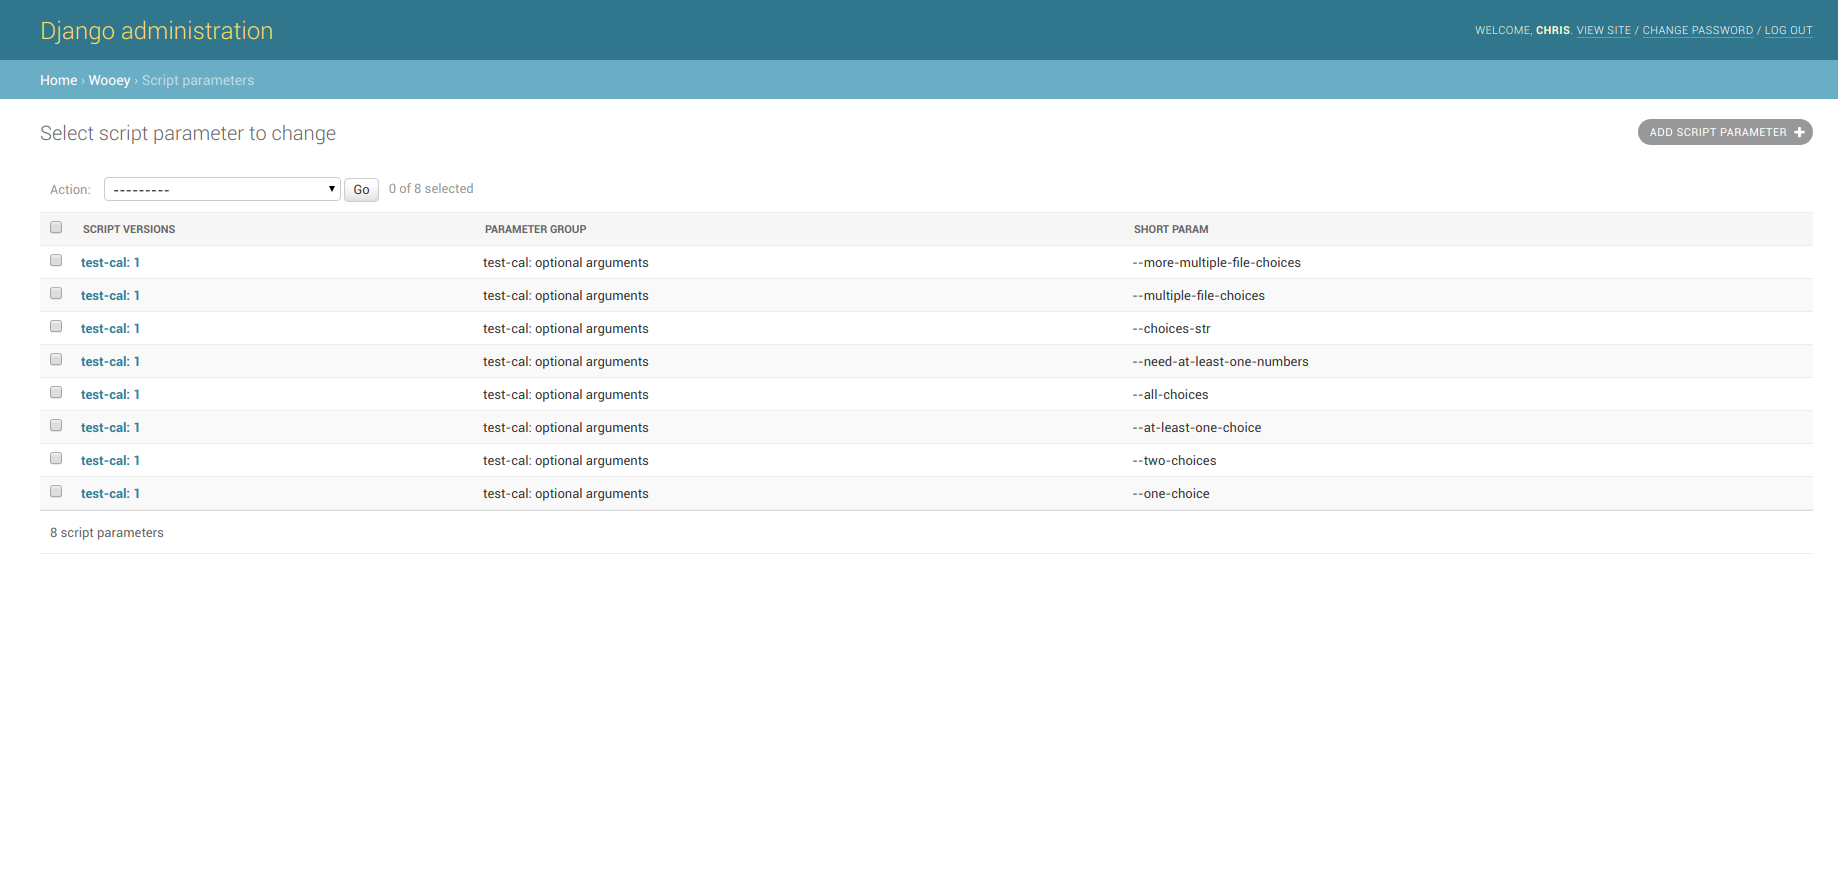 Django administration
WELCOME, CHRIS. VIEW SITE / CHANGE PASSWORD / LOG OUT
Home › Wooey › Script parameters
Select script parameter to change
ADD SCRIPT PARAMETER +
Action: --------- Go 0 of 8 selected
SCRIPT VERSIONS PARAMETER GROUP SHORT PARAM
test-cal: 1 test-cal: optional arguments --more-multiple-file-choices
test-cal: 1 test-cal: optional arguments --multiple-file-choices
test-cal: 1 test-cal: optional arguments --choices-str
test-cal: 1 test-cal: optional arguments --need-at-least-one-numbers
test-cal: 1 test-cal: optional arguments --all-choices
test-cal: 1 test-cal: optional arguments --at-least-one-choice
test-cal: 1 test-cal: optional arguments --two-choices
test-cal: 1 test-cal: optional arguments --one-choice
8 script parameters